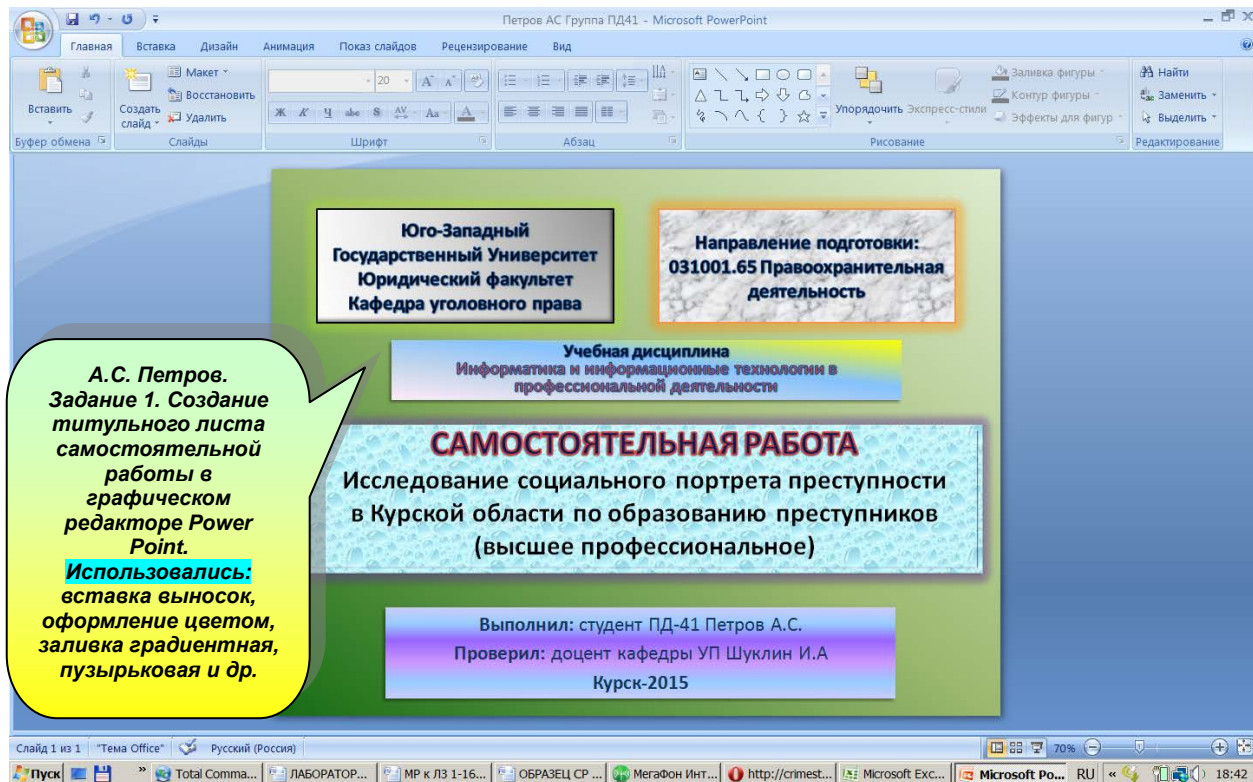 Петров АС Группа ПД41 - Microsoft PowerPoint
Главная Вставка Дизайн Анимация Показ слайдов Рецензирование Вид
Вставить
Буфер обмена
Создать слайд
Макет
Восстановить
Удалить
Слайды
20
Ж К Ч abe S AV Aa A
Шрифт
Абзац
Упорядочить Экспресс-стили
Заливка фигуры
Контур фигуры
Эффекты для фигур
Рисование
Найти
Заменить
Выделить
Редактирование
Юго-Западный
Государственный Университет
Юридический факультет
Кафедра уголовного права
Направление подготовки:
031001.65 Правоохранительная
деятельность
Учебная дисциплина
Информатика и информационные технологии в
профессиональной деятельности
САМОСТОЯТЕЛЬНАЯ РАБОТА
Исследование социального портрета преступности
в Курской области по образованию преступников
(высшее профессиональное)
Выполнил: студент ПД-41 Петров А.С.
Проверил: доцент кафедры УП Шуклин И.А
Курск-2015
А.С. Петров.
Задание 1. Создание
титульного листа
самостоятельной
работы в
графическом
редакторе Power
Point.
Использовались:
вставка выносок,
оформление цветом,
заливка градиентная,
пузырьковая и др.
Слайд 1 из 1 "Тема Office" Русский (Россия) 70%
Пуск » Total Comma... ЛАБОРАТОР... МР к ЛЗ 1-16... ОБРАЗЕЦ СР ... МегаФон Инт... http://crimest... Microsoft Exc... Microsoft Po... RU « 18:42